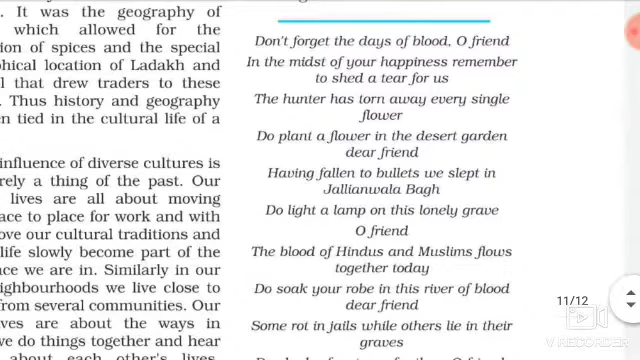 . It was the geography of
which allowed for the
ion of spices and the special
phical location of Ladakh and
l that drew traders to these
. Thus history and geography
n tied in the cultural life of a
influence of diverse cultures is
rely a thing of the past. Our
lives are all about moving
ace to place for work and with
ove our cultural traditions and
life slowly become part of the
ace we are in. Similarly in our
ighbourhoods we live close to
from several communities. Our
ves are about the ways in
we do things together and hear
about each other's lives,
Don't forget the days of blood, O friend
In the midst of your happiness remember
to shed a tear for us
The hunter has torn away every single
flower
Do plant a flower in the desert garden
dear friend
Having fallen to bullets we slept in
Jallianwala Bagh
Do light a lamp on this lonely grave
O friend
The blood of Hindus and Muslims flows
together today
Do soak your robe in this river of blood
dear friend
Some rot in jails while others lie in their
graves
11/12
V RECORDER